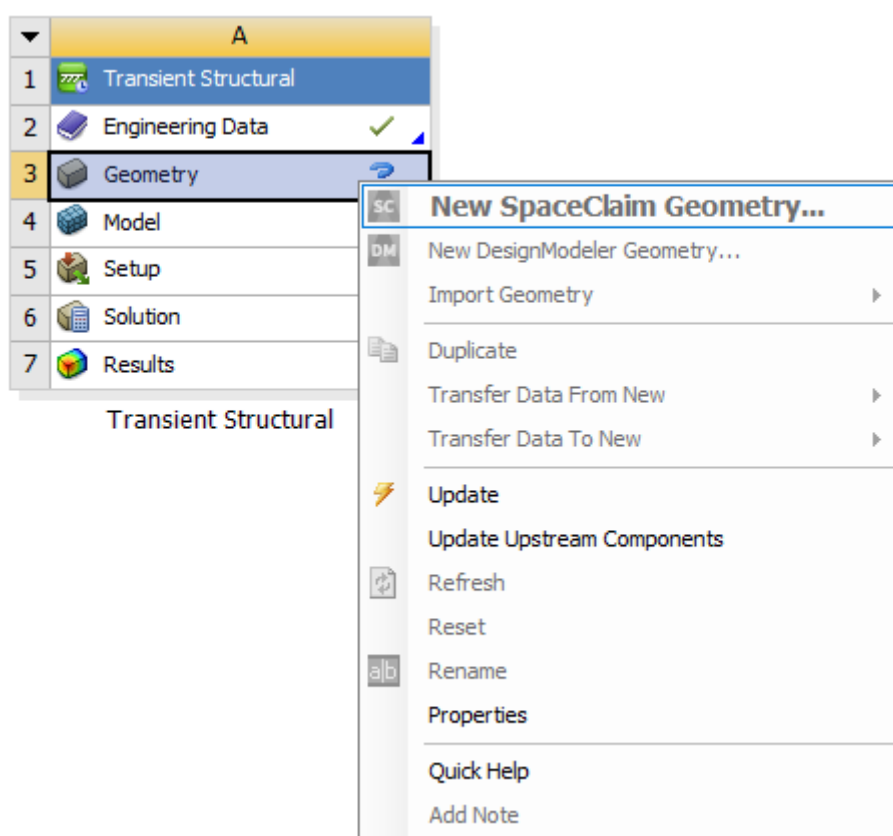 A
1 Transient Structural
2 Engineering Data
3 Geometry
4 Model
5 Setup
6 Solution
7 Results
Transient Structural
SC New SpaceClaim Geometry...
DM New DesignModeler Geometry...
Import Geometry
Duplicate
Transfer Data From New
Transfer Data To New
Update
Update Upstream Components
Refresh
Reset
a|b Rename
Properties
Quick Help
Add Note